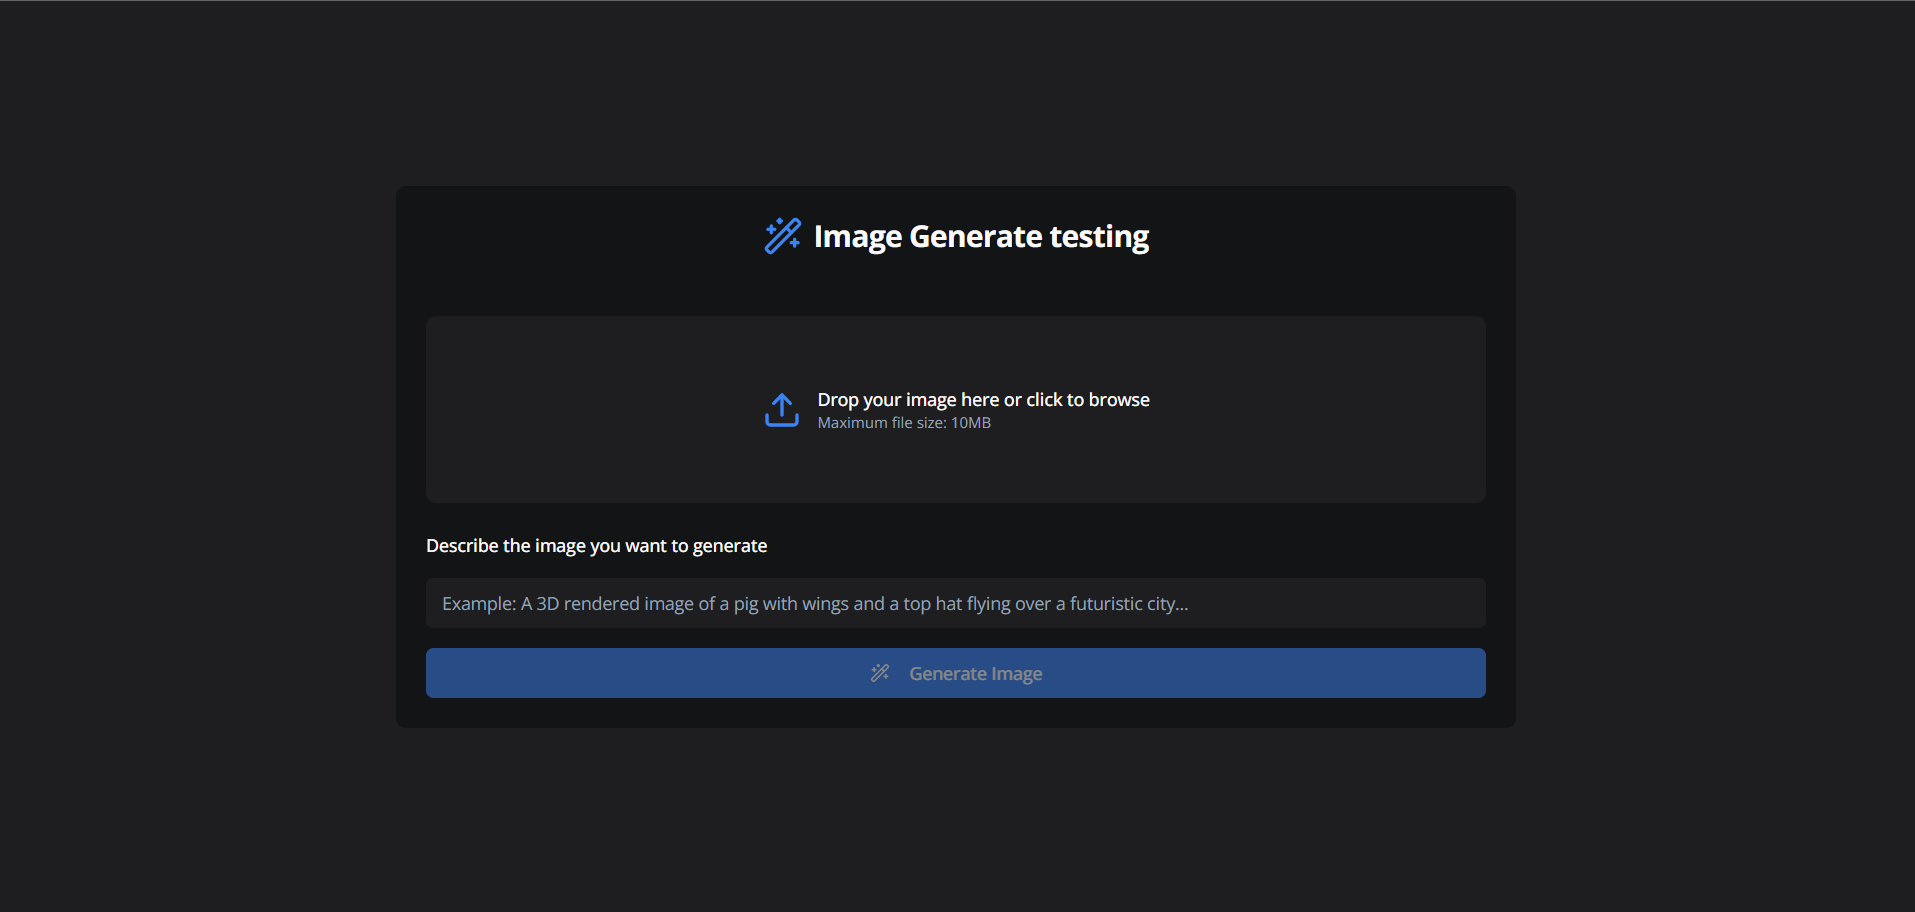 Image Generate testing
Drop your image here or click to browse
Maximum file size: 10MB
Describe the image you want to generate
Example: A 3D rendered image of a pig with wings and a top hat flying over a futuristic city...
Generate Image